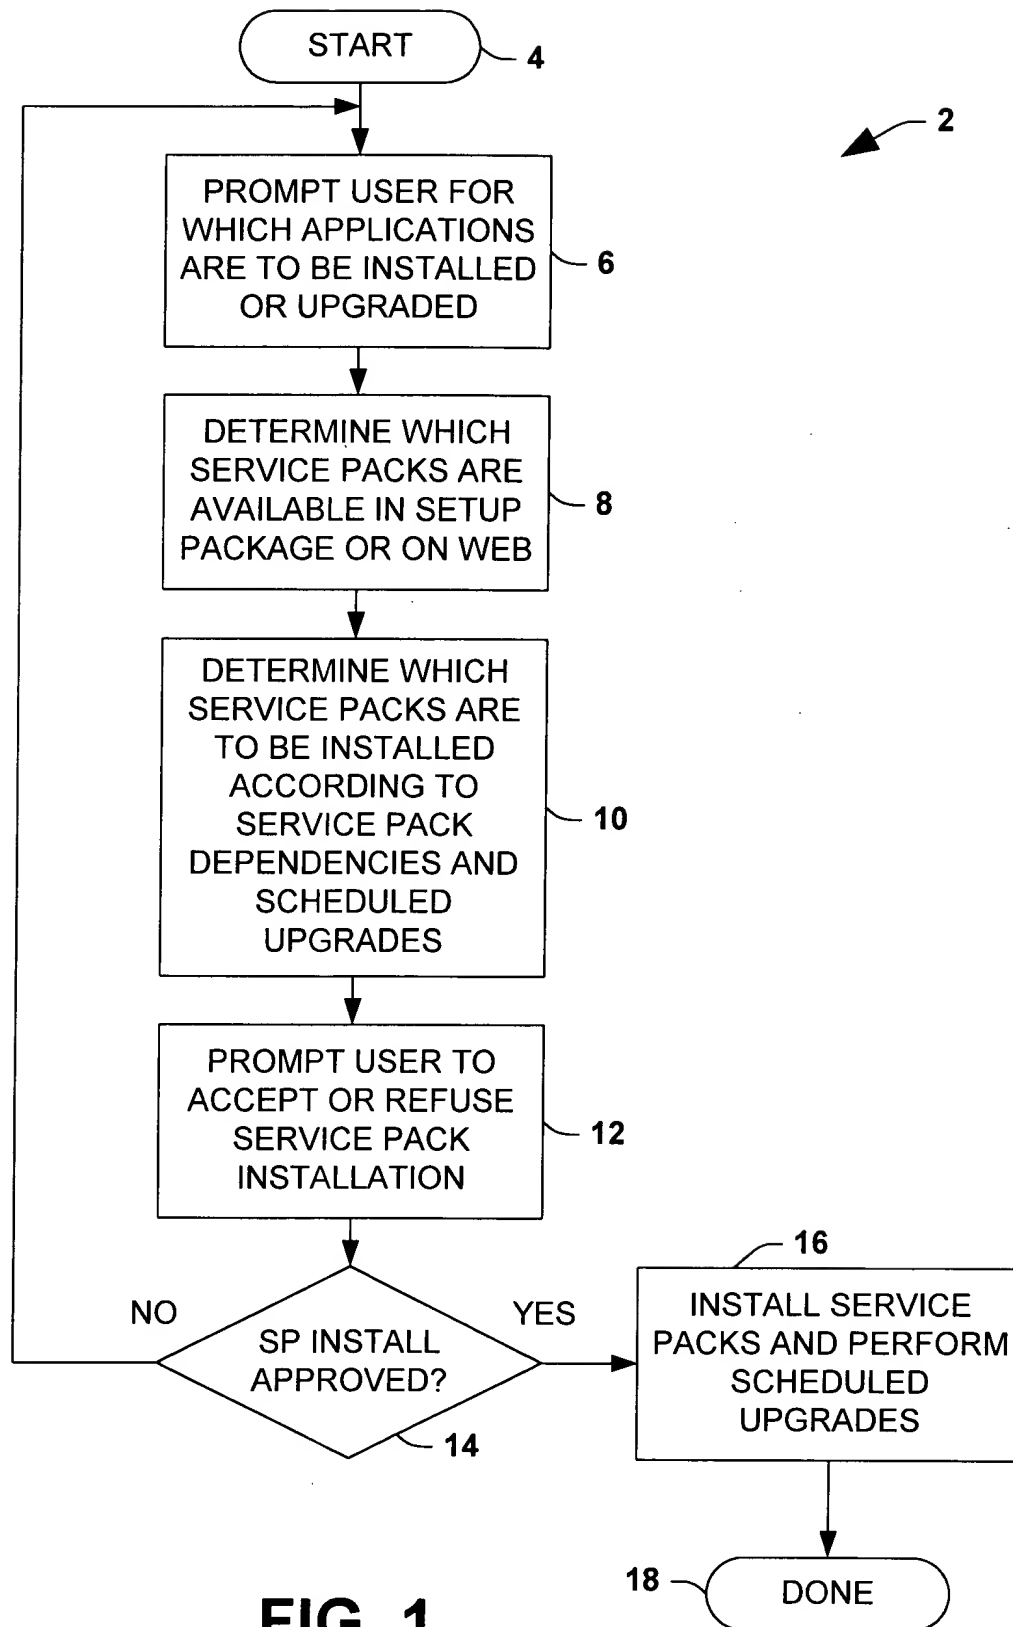 START
4
2
PROMPT USER FOR
WHICH APPLICATIONS
ARE TO BE INSTALLED
OR UPGRADED
6
DETERMINE WHICH
SERVICE PACKS ARE
AVAILABLE IN SETUP
PACKAGE OR ON WEB
8
DETERMINE WHICH
SERVICE PACKS ARE
TO BE INSTALLED
ACCORDING TO
SERVICE PACK
DEPENDENCIES AND
SCHEDULED
UPGRADES
10
PROMPT USER TO
ACCEPT OR REFUSE
SERVICE PACK
INSTALLATION
12
NO
SP INSTALL
APPROVED?
YES
14
16
INSTALL SERVICE
PACKS AND PERFORM
SCHEDULED
UPGRADES
18
DONE
FIG. 1